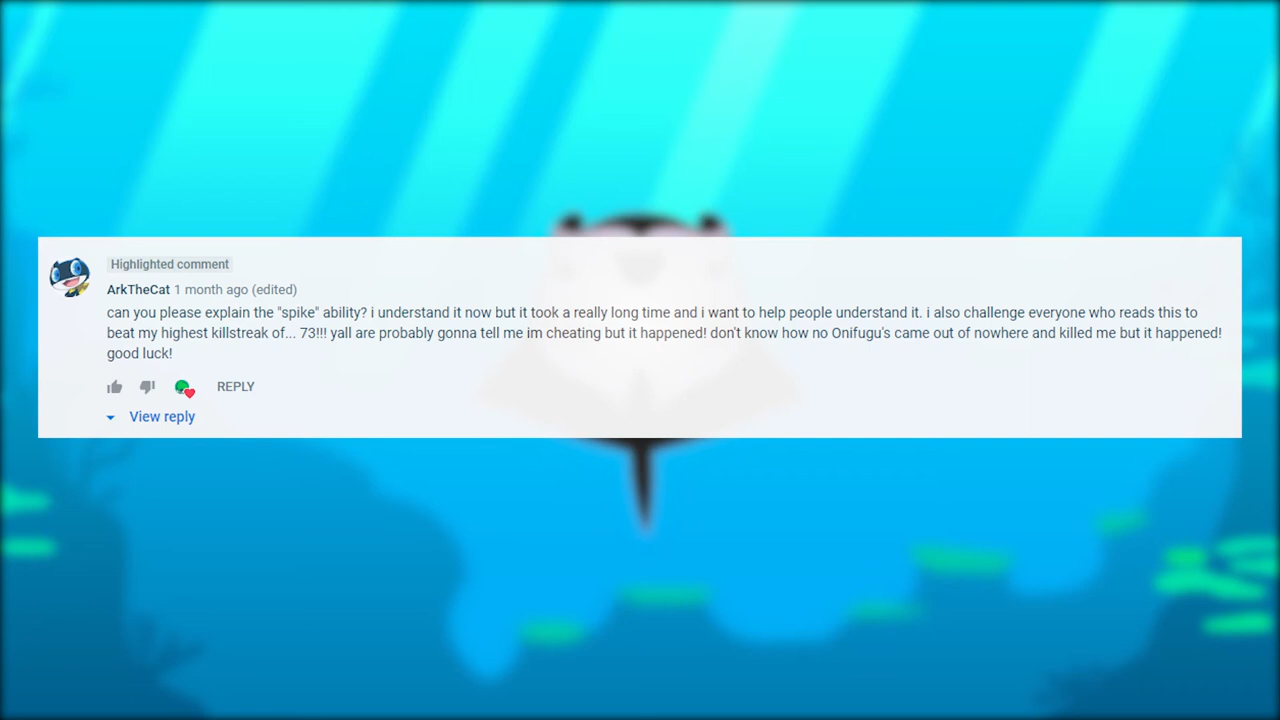 Highlighted comment
ArkTheCat 1 month ago (edited)
can you please explain the "spike" ability? i understand it now but it took a really long time and i want to help people understand it. i also challenge everyone who reads this to
beat my highest killstreak of... 73!!! yall are probably gonna tell me im cheating but it happened! don't know how no Onifugu's came out of nowhere and killed me but it happened!
good luck!
REPLY
View reply